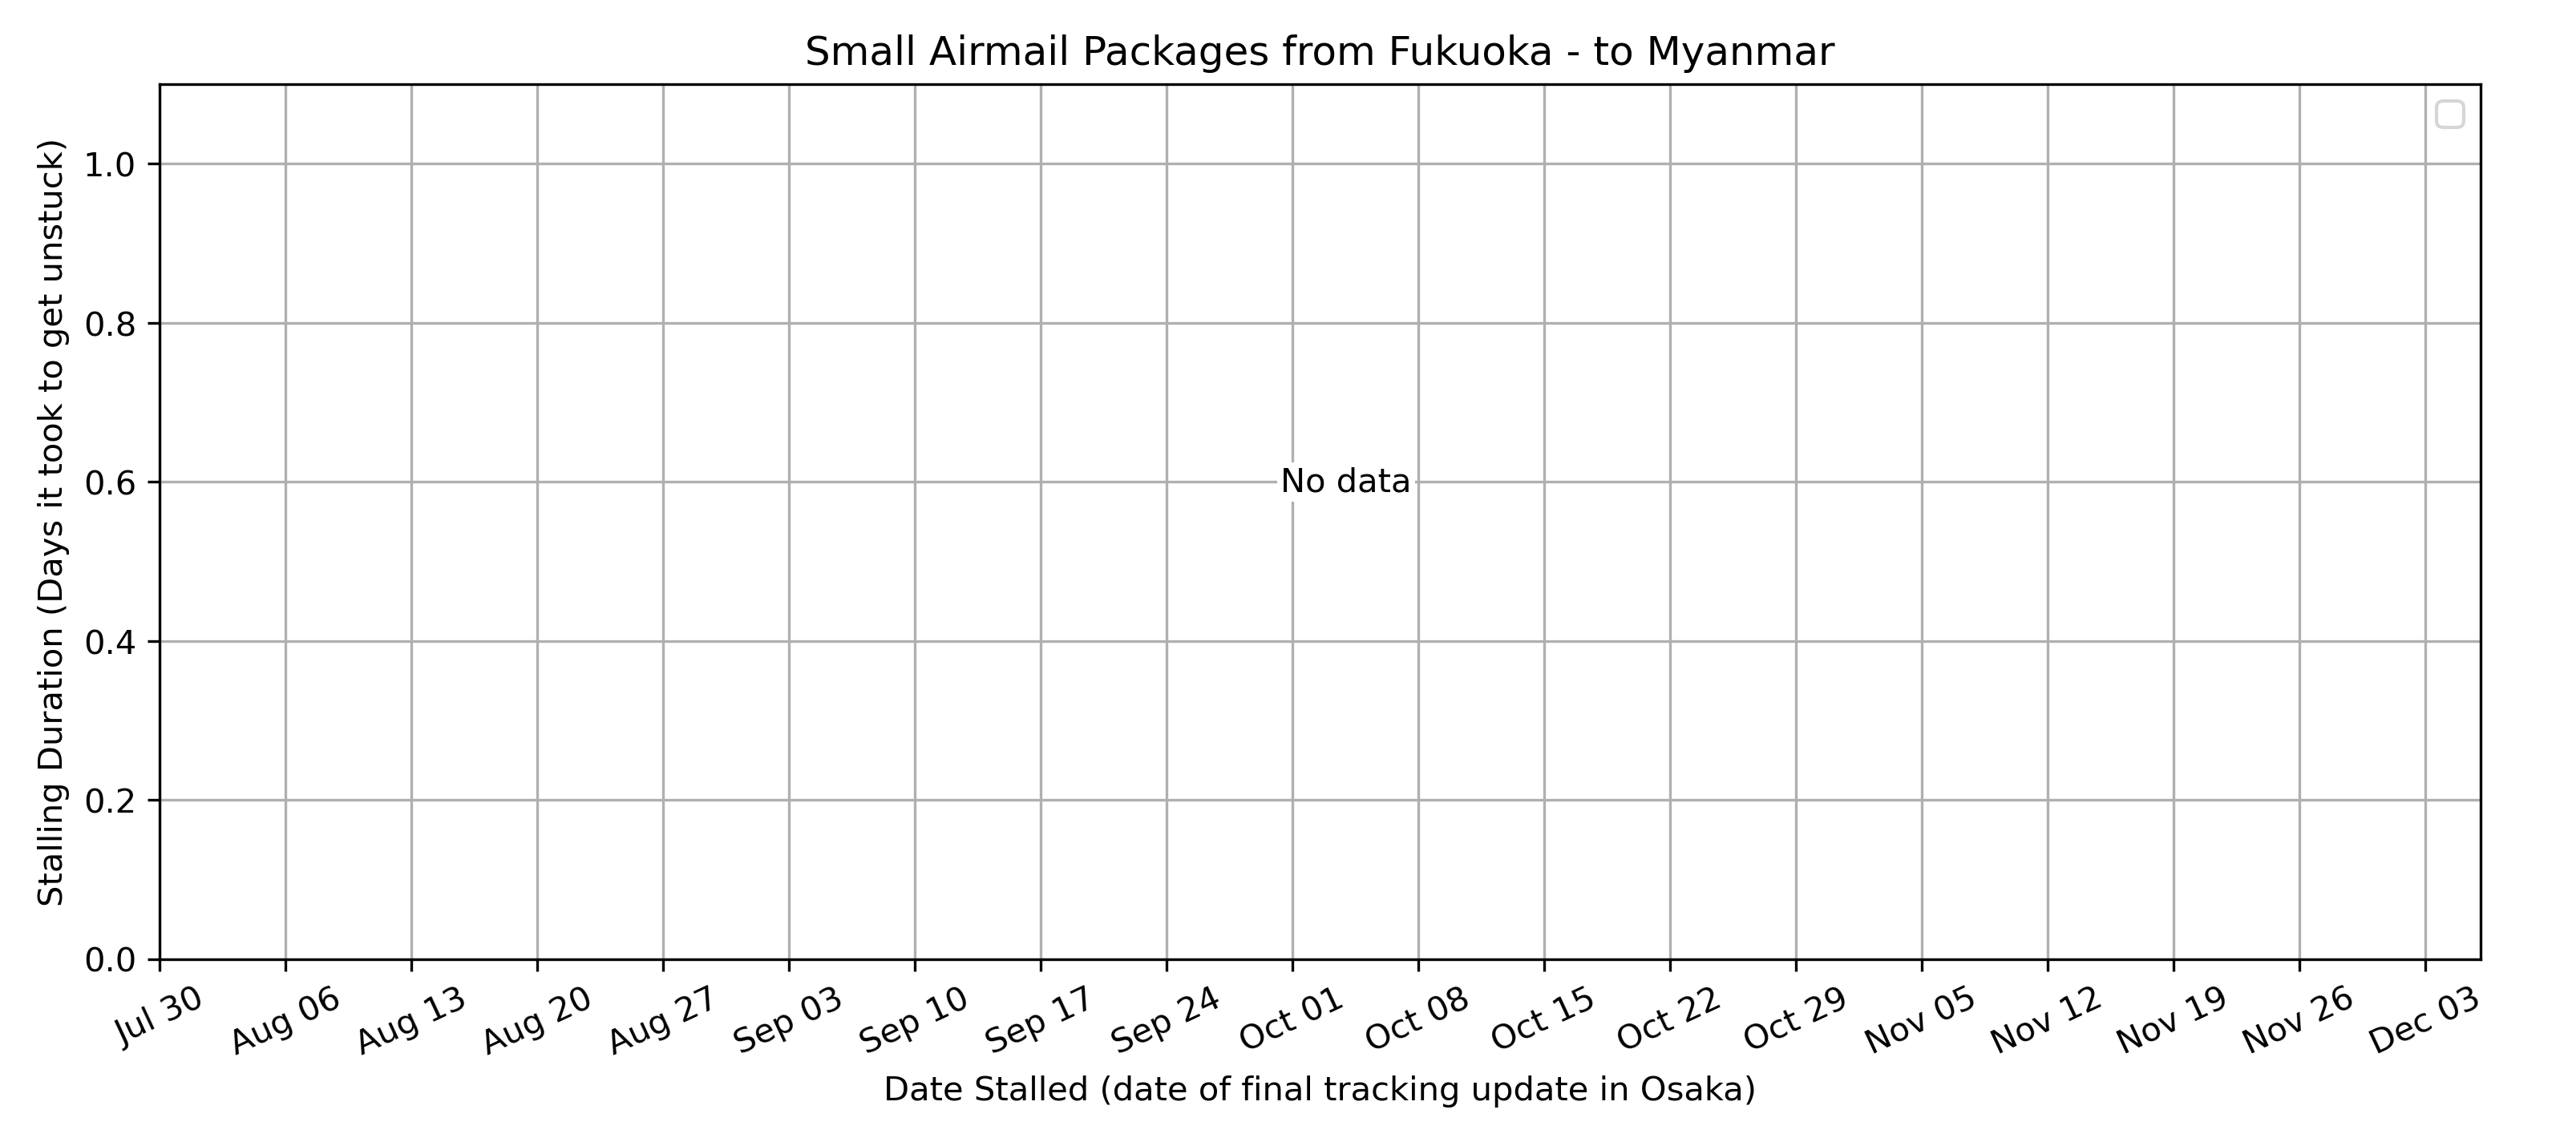 Small Airmail Packages from Fukuoka - to Myanmar
Stalling Duration (Days it took to get unstuck)
1.0
0.8
0.6
0.4
0.2
0.0
No data
Jul 30
Aug 06
Aug 13
Aug 20
Aug 27
Sep 03
Sep 10
Sep 17
Sep 24
Oct 01
Oct 08
Oct 15
Oct 22
Oct 29
Nov 05
Nov 12
Nov 19
Nov 26
Dec 03
Date Stalled (date of final tracking update in Osaka)